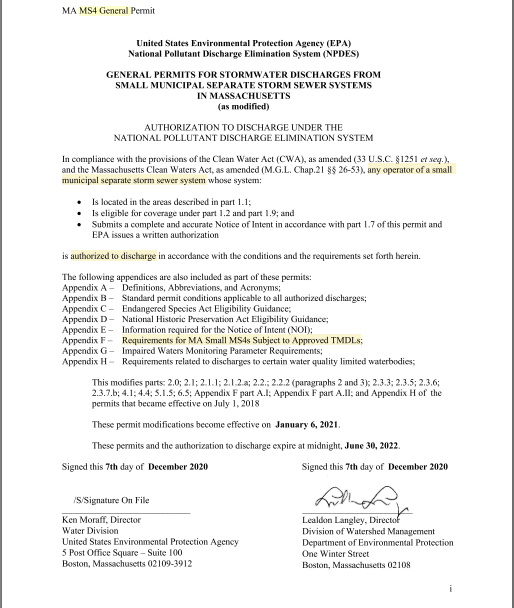 MA MS4 General Permit
United States Environmental Protection Agency (EPA)
National Pollutant Discharge Elimination System (NPDES)
GENERAL PERMITS FOR STORMWATER DISCHARGES FROM
SMALL MUNICIPAL SEPARATE STORM SEWER SYSTEMS
IN MASSACHUSETTS
(as modified)
AUTHORIZATION TO DISCHARGE UNDER THE
NATIONAL POLLUTANT DISCHARGE ELIMINATION SYSTEM
In compliance with the provisions of the Clean Water Act (CWA), as amended (33 U.S.C. §1251 et seq.),
and the Massachusetts Clean Waters Act, as amended (M.G.L. Chap.21 §§ 26-53), any operator of a small
municipal separate storm sewer system whose system:
• Is located in the areas described in part 1.1;
• Is eligible for coverage under part 1.2 and part 1.9; and
• Submits a complete and accurate Notice of Intent in accordance with part 1.7 of this permit and
EPA issues a written authorization
is authorized to discharge in accordance with the conditions and the requirements set forth herein.
The following appendices are also included as part of these permits:
Appendix A – Definitions, Abbreviations, and Acronyms;
Appendix B – Standard permit conditions applicable to all authorized discharges;
Appendix C – Endangered Species Act Eligibility Guidance;
Appendix D – National Historic Preservation Act Eligibility Guidance;
Appendix E – Information required for the Notice of Intent (NOI);
Appendix F – Requirements for MA Small MS4s Subject to Approved TMDLs;
Appendix G – Impaired Waters Monitoring Parameter Requirements;
Appendix H – Requirements related to discharges to certain water quality limited waterbodies;
This modifies parts: 2.0; 2.1; 2.1.1; 2.1.2.a; 2.2.; 2.2.2 (paragraphs 2 and 3); 2.3.3; 2.3.5; 2.3.6;
2.3.7.b; 4.1; 4.4; 5.1.5; 6.5; Appendix F part A.I; Appendix F part A.II; and Appendix H of the
permits that became effective on July 1, 2018
These permit modifications become effective on January 6, 2021.
These permits and the authorization to discharge expire at midnight, June 30, 2022.
Signed this 7th day of December 2020
Signed this 7th day of December 2020
/S/Signature On File
Ken Moraff, Director
Water Division
United States Environmental Protection Agency
5 Post Office Square – Suite 100
Boston, Massachusetts 02109-3912
Lealdon Langley, Director
Division of Watershed Management
Department of Environmental Protection
One Winter Street
Boston, Massachusetts 02108
i